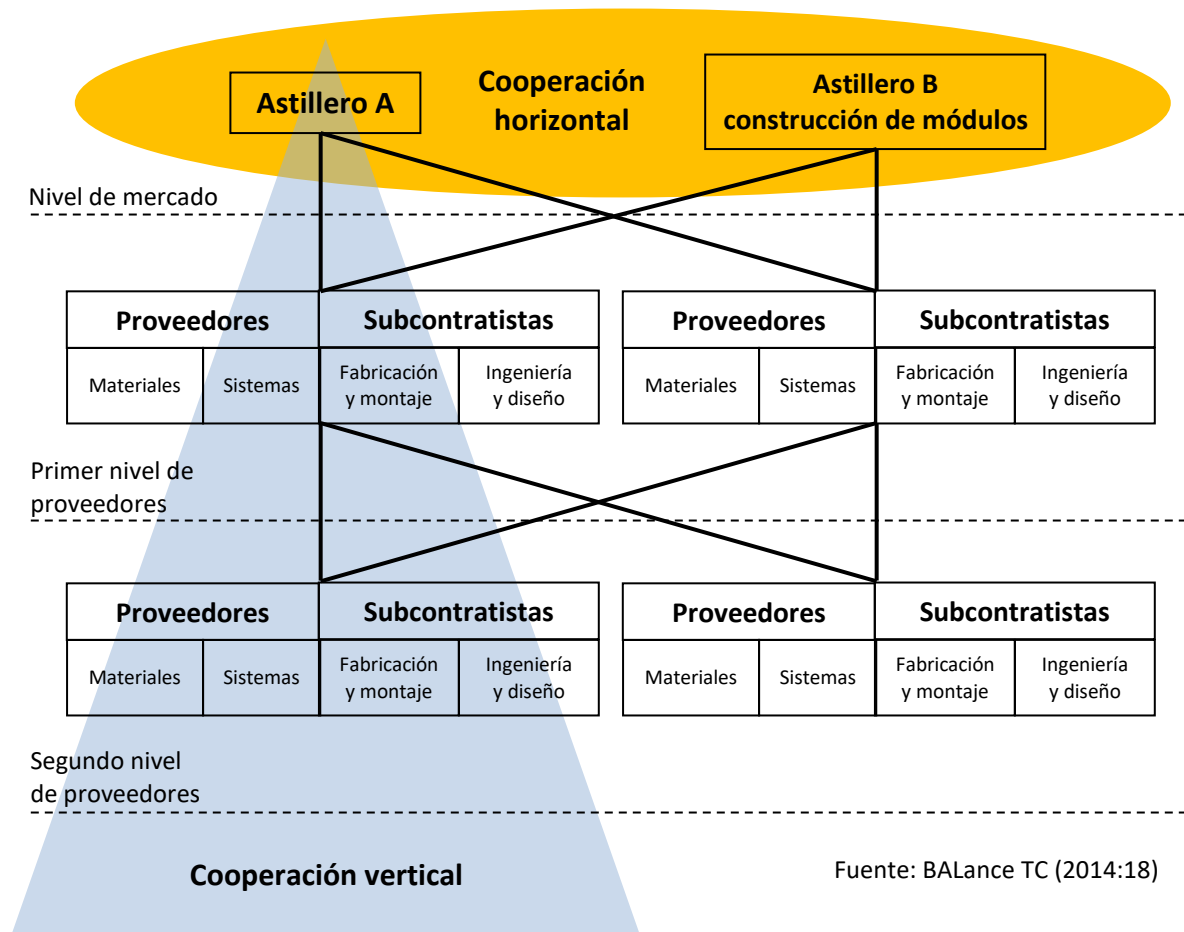 Astillero A
Cooperación
horizontal
Astillero B
construcción de módulos
Nivel de mercado
Proveedores
Subcontratistas
Proveedores
Subcontratistas
Materiales
Sistemas
Fabricación
y montaje
Ingeniería
y diseño
Materiales
Sistemas
Fabricación
y montaje
Ingeniería
y diseño
Primer nivel de
proveedores
Proveedores
Subcontratistas
Proveedores
Subcontratistas
Materiales
Sistemas
Fabricación
y montaje
Ingeniería
y diseño
Materiales
Sistemas
Fabricación
y montaje
Ingeniería
y diseño
Segundo nivel
de proveedores
Cooperación vertical
Fuente: BALance TC (2014:18)